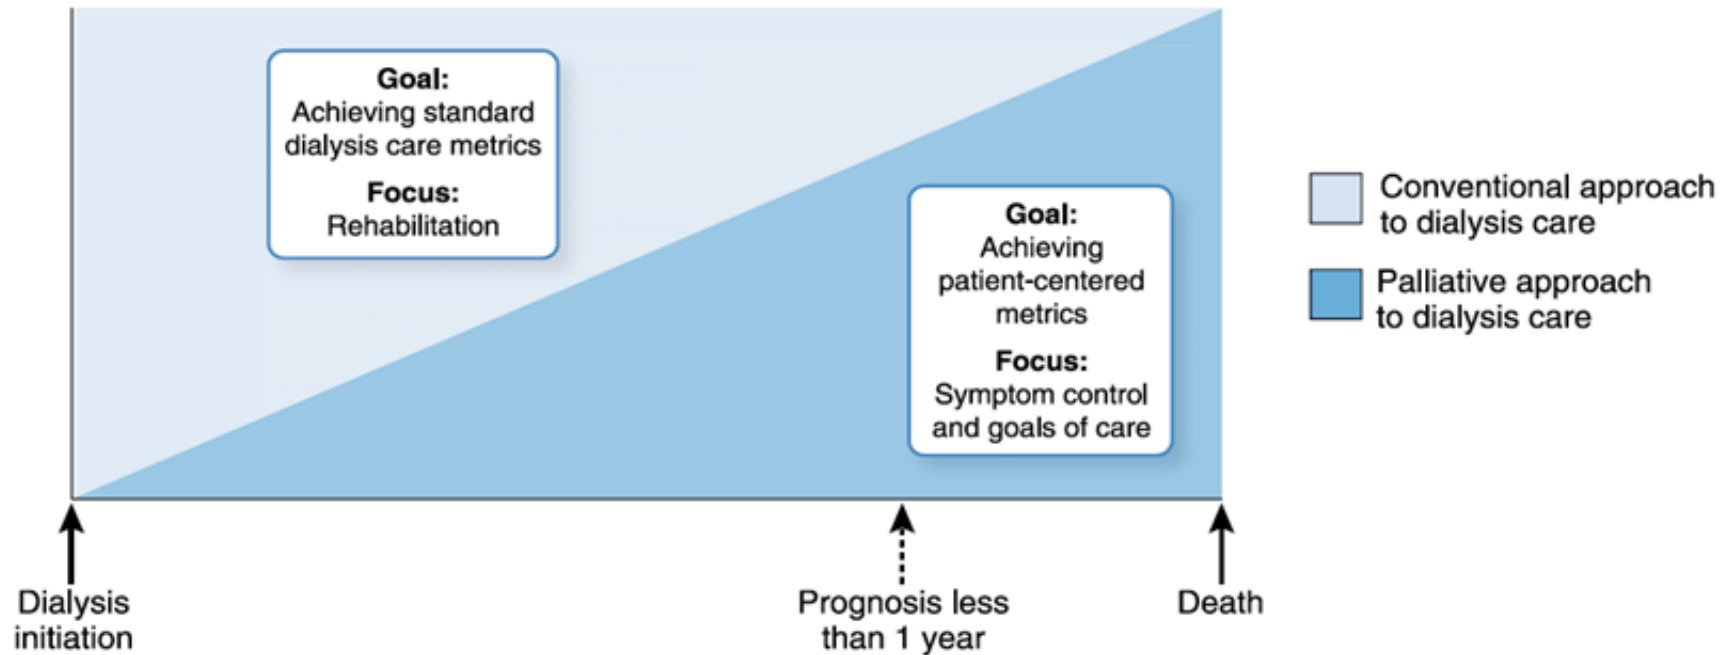 Goal:
Achieving standard
dialysis care metrics
Focus:
Rehabilitation
Goal:
Achieving
patient-centered
metrics
Focus:
Symptom control
and goals of care
Conventional approach
to dialysis care
Palliative approach
to dialysis care
Dialysis
initiation
Prognosis less
than 1 year
Death